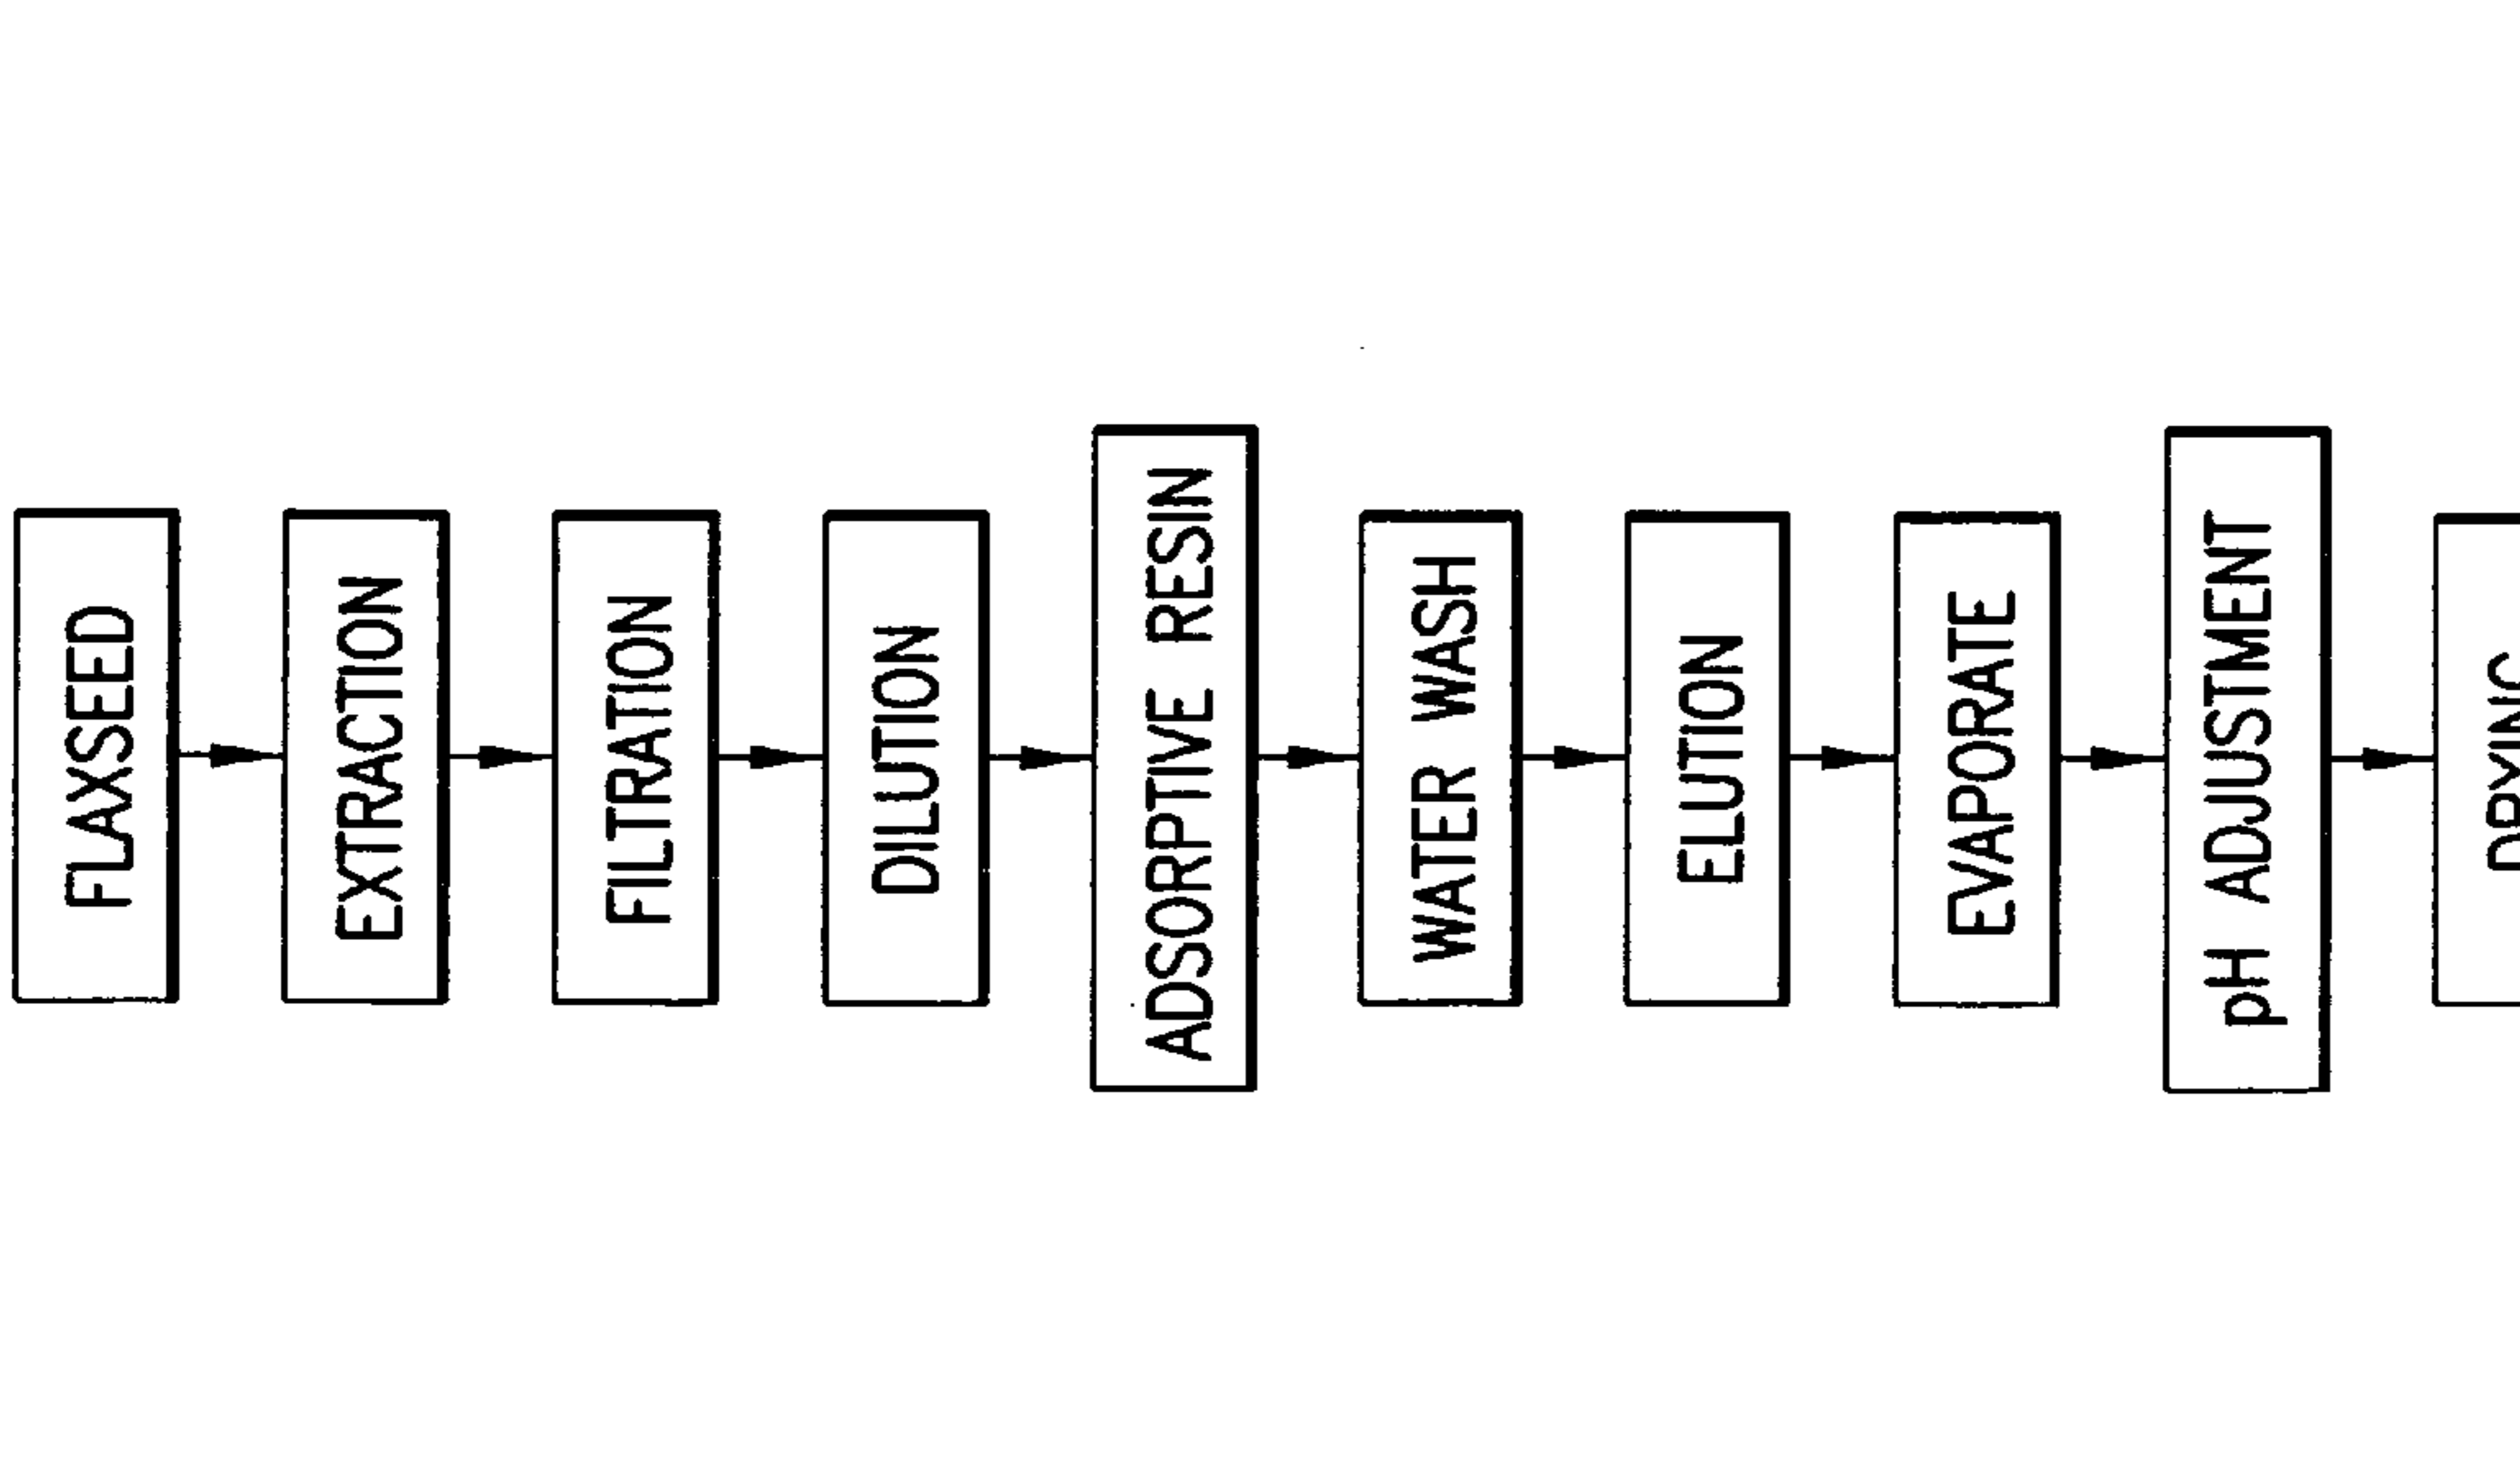 FLAXSEED
EXTRACTION
FILTRATION
DILUTION
ADSORPTIVE RESIN
WATER WASH
ELUTION
EVAPORATE
pH ADJUSTMENT